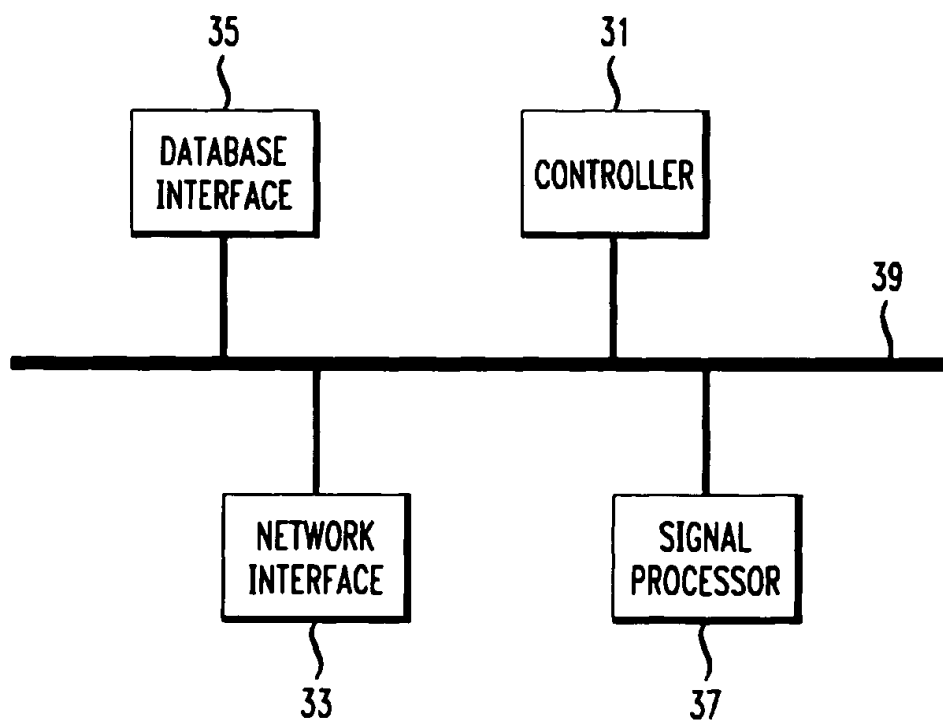 35
31
DATABASE
INTERFACE
CONTROLLER
39
NETWORK
INTERFACE
SIGNAL
PROCESSOR
33
37